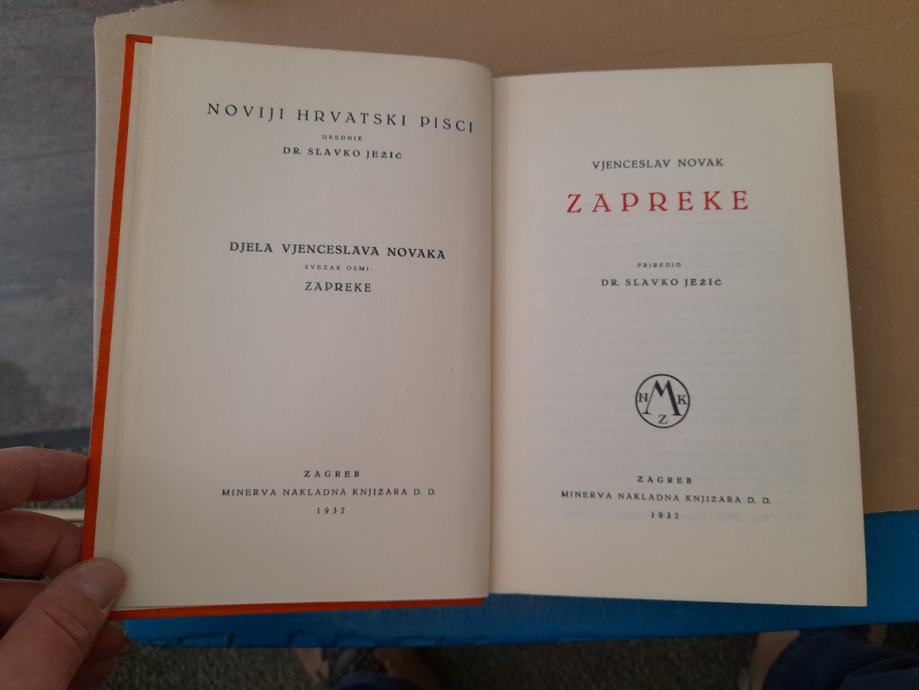 NOVIJI HRVATSKI PISCI
UREDNIK
DR. SLAVKO JEŽIĆ
DJELA VJENCESLAVA NOVAKA
SVEZAK OSMI:
ZAPREKE
ZAGREB
MINERVA NAKLADNA KNJIŽARA D. D.
1932
VJENCESLAV NOVAK
ZAPREKE
PRIREDIO
DR. SLAVKO JEŽIĆ
N M K
Z
ZAGREB
MINERVA NAKLADNA KNJIŽARA D. D.
1932